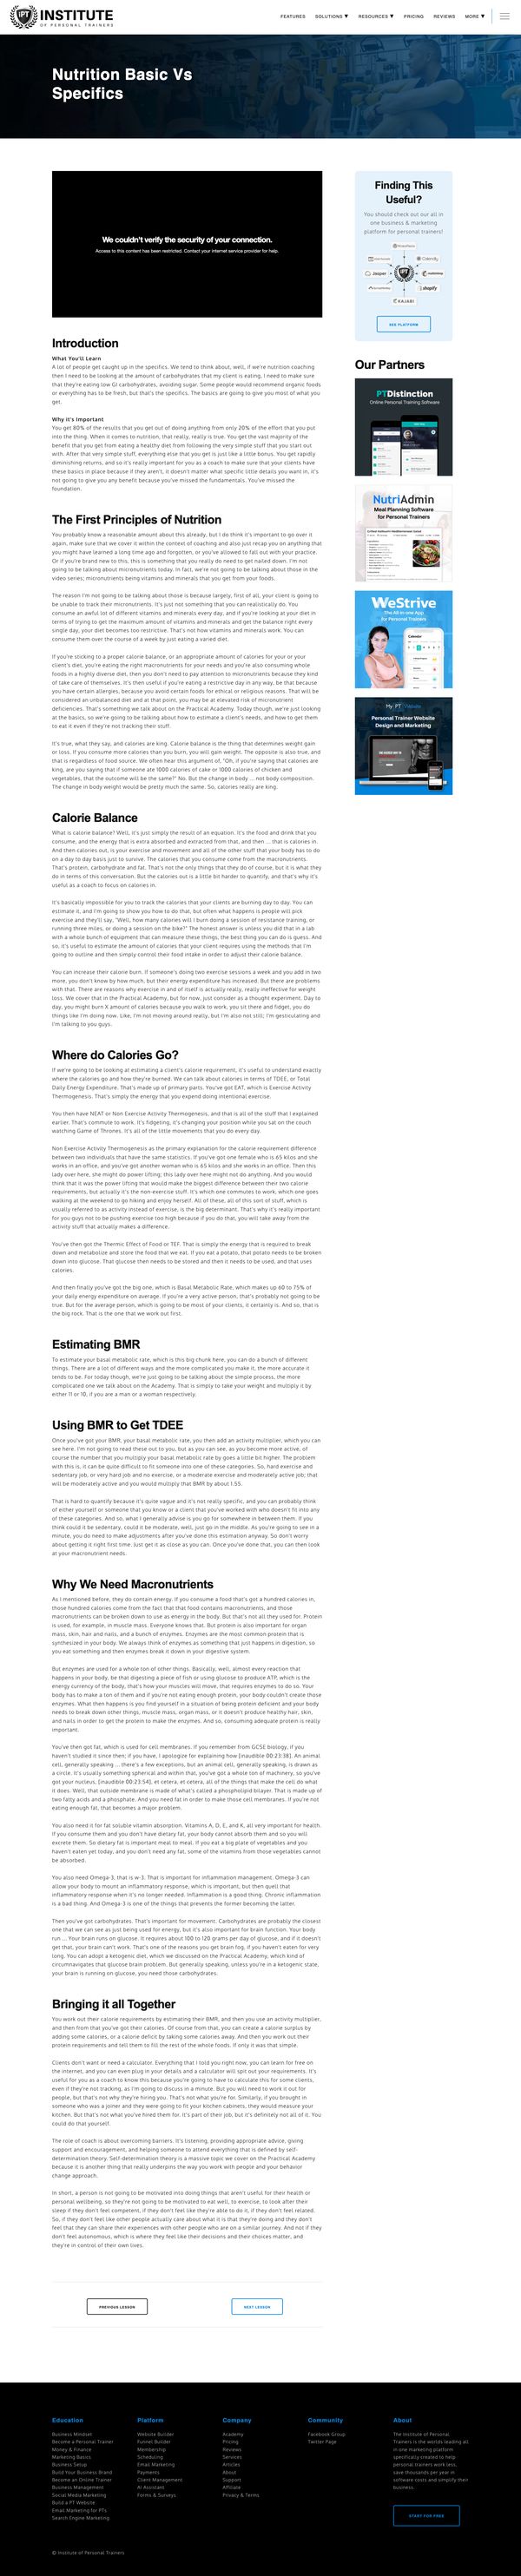 INSTITUTE
OF PERSONAL TRAINERS
FEATURES SOLUTIONS ▼ RESOURCES ▼ PRICING REVIEWS MORE ▼
Nutrition Basic Vs
Specifics
We couldn't verify the security of your connection.
Access to this content has been restricted. Contact your internet service provider for help.
Finding This
Useful?
You should check out our all in
one business & marketing
platform for personal trainers!
Jasper
shopify
KAJABI
SEE PLATFORM
Our Partners
PTDistinction
Online Personal Training Software
NutriAdmin
Meal Planning Software
for Personal Trainers
WeStrive
The All-in-one App
for Personal Trainers
Calendar
My PT Website
Personal Trainer Website
Design and Marketing
Introduction
What You'll Learn
A lot of people get caught up in the specifics. We tend to think about, well, if we're nutrition coaching
then I need to be looking at the amount of carbohydrates that my client is eating, I need to make sure
that they're eating low GI carbohydrates, avoiding sugar. Some people would recommend organic foods
or everything has to be fresh, but that's the specifics. The basics are going to give you most of what you
get.
Why it's Important
You get 80% of the results that you get out of doing anything from only 20% of the effort that you put
into the thing. When it comes to nutrition, that really, really is true. You get the vast majority of the
benefits that you get from eating a healthy diet from following the very simple stuff that you start out
with. After that very simple stuff, everything else that you get is just like a little bonus. You get rapidly
diminishing returns, and so it's really important for you as a coach to make sure that your clients have
these basics in place because if they aren't, it doesn't matter what specific little details you warn in, it's
not going to give you any benefit because you've missed the fundamentals. You've missed the
foundation.
The First Principles of Nutrition
You probably know a reasonable amount about this already, but I do think it's important to go over it
again, make sure that we're all in the same wavelength on this topic and also just recap on anything that
you might have learned a little while ago and forgot about or maybe not quite put so much into practice.
Or if you're brand new to this, this is something that you really do need to get nailed down on. I'm not
going to be talking about micronutrients today. In fact, we're not going to be talking about them in the
video series; micronutrients being vitamins and minerals that you get from your foods.
The reason I'm not going to be talking about those is because largely, first of all, your client is going to
be unable to track their micronutrients. It's just not something that you can realistically do. You
consume an awful lot of different vitamins and minerals every day, and if you're looking at your diet in
terms of trying to get enough vitamin D and trying to get enough calcium and get the balance right every
single day, your diet becomes too restrictive. That's not how vitamins and minerals work. You can
consume them over the period of a week by just eating a varied diet.
If you're sticking to a proper calorie balance, or an appropriate amount of calories for your or your
client's diet, you're eating the right macronutrients for your needs and you're also consuming whole
foods in a highly diverse diet, then you don't need to pay attention to micronutrients because they kind
of take care of themselves. It's then useful if you're eating a restrictive diet in any way, be that because
you have certain allergies, because you avoid certain foods for ethical or religious reasons. That will be
considered an unbalanced diet and at that point, you may be at elevated risk of micronutrient
deficiencies. That's something we talk about on the Practical Academy. Today though, we're just looking
at the basics, so we're going to be talking about how to estimate a client's needs, and how to get them
to eat it even if they're not tracking their stuff.
It's true, what they say, and calories are king. Calorie balance is the thing that determines weight gain
or loss. If you consume more calories than you burn, you will gain weight. The opposite is also true, and
that is regardless of food source. We often hear this argument of, "Oh, if you're saying that calories are
king, are you saying that if someone ate 1000 calories of cake or 1000 calories of chicken and
vegetables, that the outcome will be the same?" No. But the change in body ... not body composition.
The change in body weight would be pretty much the same. So, calories really are king.
Calorie Balance
What is calorie balance? Well, it's just simply the result of an equation. It's the food and drink that you
consume, and the energy that is extra absorbed and extracted from that, and then ... that is calories in.
And then calories out, is your exercise and movement and all of the other stuff that your body has to do
on a day to day basis just to survive. The calories that you consume come from the macronutrients.
That's protein, carbohydrate and fat. That's not the only things that they do of course, but it is what they
do in terms of this conversation. But the calories out is a little bit harder to quantify, and that's why it's
useful as a coach to focus on calories in.
It's basically impossible for you to track the calories that your clients are burning day to day. You can
estimate it, and I'm going to show you how to do that, but often what happens is people will pick
exercise and they'll say, "Well, how many calories will I burn doing a session of resistance training, or
running three miles, or doing a session on the bike?" The honest answer is unless you did that in a lab
with a whole bunch of equipment that can measure these things, the best thing you can do is guess. And
so, it's useful to estimate the amount of calories that your client requires using the methods that I'm
going to outline and then simply control their food intake in order to adjust their calorie balance.
You can increase their calorie burn. If someone's doing two exercise sessions a week and you add in two
more, you don't know by how much, but their energy expenditure has increased. But there are problems
with that. There are reasons why exercise in and of itself is actually really, really ineffective for weight
loss. We cover that in the Practical Academy, but for now, just consider as a thought experiment. Day to
day, you might burn X amount of calories because you walk to work, you sit there and fidget, you do
things like I'm doing now. Like, I'm not moving around really, but I'm also not still; I'm gesticulating and
I'm talking to you guys.
Where do Calories Go?
If we're going to be looking at estimating a client's calorie requirement, it's useful to understand exactly
where the calories go and how they're burned. We can talk about calories in terms of TDEE, or Total
Daily Energy Expenditure. That's made up of primary parts. You've got EAT, which is Exercise Activity
Thermogenesis. That's simply the energy that you expend doing intentional exercise.
You then have NEAT or Non Exercise Activity Thermogenesis, and that is all of the stuff that I explained
earlier. That's commute to work. It's fidgeting, it's changing your position while you sat on the couch
watching Game of Thrones. It's all of the little movements that you do every day.
Non Exercise Activity Thermogenesis as the primary explanation for the calorie requirement difference
between two individuals that have the same statistics. If you've got one female who is 65 kilos and she
works in an office, and you've got another woman who is 65 kilos and she works in an office. Then this
lady over here, she might do power lifting; this lady over here might not do anything. And you would
think that it was the power lifting that would make the biggest difference between their two calorie
requirements, but actually it's the non-exercise stuff. It's which one commutes to work, which one goes
walking at the weekend to go hiking and enjoy herself. All of these, all of this sort of stuff, which is
usually referred to as activity instead of exercise, is the big determinant. That's why it's really important
for you guys to not be pushing exercise too high because if you do that, you will take away from the
activity stuff that actually makes a difference.
You've then got the Thermic Effect of Food or TEF. That is simply the energy that is required to break
down and metabolize and store the food that we eat. If you eat a potato, that potato needs to be broken
down into glucose. That glucose then needs to be stored and then it needs to be used, and that uses
calories.
And then finally you've got the big one, which is Basal Metabolic Rate, which makes up 60 to 75% of
your daily energy expenditure on average. If you're a very active person, that's probably not going to be
true. But for the average person, which is going to be most of your clients, it certainly is. And so, that is
the big rock. That is the one that we work out first.
Estimating BMR
To estimate your basal metabolic rate, which is this big chunk here, you can do a bunch of different
things. There are a lot of different ways and the more complicated you make it, the more accurate it
tends to be. For today though, we're just going to be talking about the simple process, the more
complicated one we talk about on the Academy. That is simply to take your weight and multiply it by
either 11 or 10, if you are a man or a woman respectively.
Using BMR to Get TDEE
Once you've got your BMR, your basal metabolic rate, you then add an activity multiplier, which you can
see here. I'm not going to read these out to you, but as you can see, as you become more active, of
course the number that you multiply your basal metabolic rate by goes a little bit higher. The problem
with this is, it can be quite difficult to fit someone into one of these categories. So, hard exercise and
sedentary job, or very hard job and no exercise, or a moderate exercise and moderately active job; that
will be moderately active and you would multiply that BMR by about 1.55.
That is hard to quantify because it's quite vague and it's not really specific, and you can probably think
of either yourself or someone that you know or a client that you've worked with who doesn't fit into any
of these categories. And so, what I generally advise is you go for somewhere in between them. If you
think could it be sedentary, could it be moderate, well, just go in the middle. As you're going to see in a
minute, you do need to make adjustments after you've done this estimation anyway. So don't worry
about getting it right first time. Just get it as close as you can. Once you've done that, you can then look
at your macronutrient needs.
Why We Need Macronutrients
As I mentioned before, they do contain energy. If you consume a food that's got a hundred calories in,
those hundred calories come from the fact that that food contains macronutrients, and those
macronutrients can be broken down to use as energy in the body. But that's not all they used for. Protein
is used, for example, in muscle mass. Everyone knows that. But protein is also important for organ
mass, skin, hair and nails, and a bunch of enzymes. Enzymes are the most common protein that is
synthesized in your body. We always think of enzymes as something that just happens in digestion, so
you eat something and then enzymes break it down in your digestive system.
But enzymes are used for a whole ton of other things. Basically, well, almost every reaction that
happens in your body, be that digesting a piece of fish or using glucose to produce ATP, which is the
energy currency of the body, that's how your muscles will move, that requires enzymes to do so. Your
body has to make a ton of them and if you're not eating enough protein, your body couldn't create those
enzymes. What then happens is you find yourself in a situation of being protein deficient and your body
needs to break down other things, muscle mass, organ mass, or it doesn't produce healthy hair, skin,
and nails in order to get the protein to make the enzymes. And so, consuming adequate protein is really
important.
You've then got fat, which is used for cell membranes. If you remember from GCSE biology, if you
haven't studied it since then; if you have, I apologize for explaining how [inaudible 00:23:38]. An animal
cell, generally speaking ... there's a few exceptions, but an animal cell, generally speaking, is drawn as
a circle. It's usually something spherical and within that, you've got a whole ton of machinery, so you've
got your nucleus, [inaudible 00:23:54], et cetera, et cetera, all of the things that make the cell do what
it does. Well, that outside membrane is made of what's called a phospholipid bilayer. That is made up of
two fatty acids and a phosphate. And you need fat in order to make those cell membranes. If you're not
eating enough fat, that becomes a major problem.
You also need it for fat soluble vitamin absorption. Vitamins A, D, E, and K, all very important for health.
If you consume them and you don't have dietary fat, your body cannot absorb them and so you will
excrete them. So dietary fat is important meal to meal. If you eat a big plate of vegetables and you
haven't eaten yet today, and you don't need any fat, some of the vitamins from those vegetables cannot
be absorbed.
You also need Omega-3, that is w-3. That is important for inflammation management. Omega-3 can
allow your body to mount an inflammatory response, which is important, but then quell that
inflammatory response when it's no longer needed. Inflammation is a good thing. Chronic inflammation
is a bad thing. And Omega-3 is one of the things that prevents the former becoming the latter.
Then you've got carbohydrates. That's important for movement. Carbohydrates are probably the closest
one that we can see as just being used for energy, but it's also important for brain function. Your body
run ... Your brain runs on glucose. It requires about 100 to 120 grams per day of glucose, and if it doesn't
get that, your brain can't work. That's one of the reasons you get brain fog, if you haven't eaten for very
long. You can adopt a ketogenic diet, which we discussed on the Practical Academy, which kind of
circumnavigates that glucose brain problem. But generally speaking, unless you're in a ketogenic state,
your brain is running on glucose, you need those carbohydrates.
Bringing it all Together
You work out their calorie requirements by estimating their BMR, and then you use an activity multiplier,
and then from that you've got their calories. Of course from that, you can create a calorie surplus by
adding some calories, or a calorie deficit by taking some calories away. And then you work out their
protein requirements and tell them to fill the rest of the whole foods. If only it was that simple.
Clients don't want or need a calculator. Everything that I told you right now, you can learn for free on
the internet, and you can even plug in your details and a calculator will spit out your requirements. It's
useful for you as a coach to know this because you're going to have to calculate this for some clients,
even if they're not tracking, as I'm going to discuss in a minute. But you will need to work it out for
people, but that's not why they're hiring you. That's not what you're for. Similarly, if you brought in
someone who was a joiner and they were going to fit your kitchen cabinets, they would measure your
kitchen. But that's not what you've hired them for. It's part of their job, but it's definitely not all of it. You
could do that yourself.
The role of coach is about overcoming barriers. It's listening, providing appropriate advice, giving
support and encouragement, and helping someone to attend everything that is defined by self-
determination theory. Self-determination theory is a massive topic we cover on the Practical Academy
because it is another thing that really underpins the way you work with people and your behavior
change approach.
In short, a person is not going to be motivated into doing things that aren't useful for their health or
personal wellbeing, so they're not going to be motivated to eat well, to exercise, to look after their
sleep if they don't feel competent, if they don't feel like they're able to do it, if they don't feel related.
So, if they don't feel like other people actually care about what it is that they're doing and they don't
feel that they can share their experiences with other people who are on a similar journey. And not if they
don't feel autonomous, which is where they feel like their decisions and their choices matter, and
they're in control of their own lives.
PREVIOUS LESSON NEXT LESSON
Education Platform Company Community About
Business Mindset
Become a Personal Trainer
Money & Finance
Marketing Basics
Business Setup
Build Your Business Brand
Become an Online Trainer
Business Management
Social Media Marketing
Build a PT Website
Email Marketing for PTs
Search Engine Marketing
Website Builder
Funnel Builder
Membership
Scheduling
Email Marketing
Payments
Client Management
AI Assistant
Forms & Surveys
Academy
Pricing
Reviews
Services
Articles
About
Support
Affiliate
Privacy & Terms
Facebook Group
Twitter Page
The Institute of Personal
Trainers is the worlds leading all
in one marketing platform
specifically created to help
personal trainers work less,
save thousands per year in
software costs and simplify their
business.
START FOR FREE
© Institute of Personal Trainers